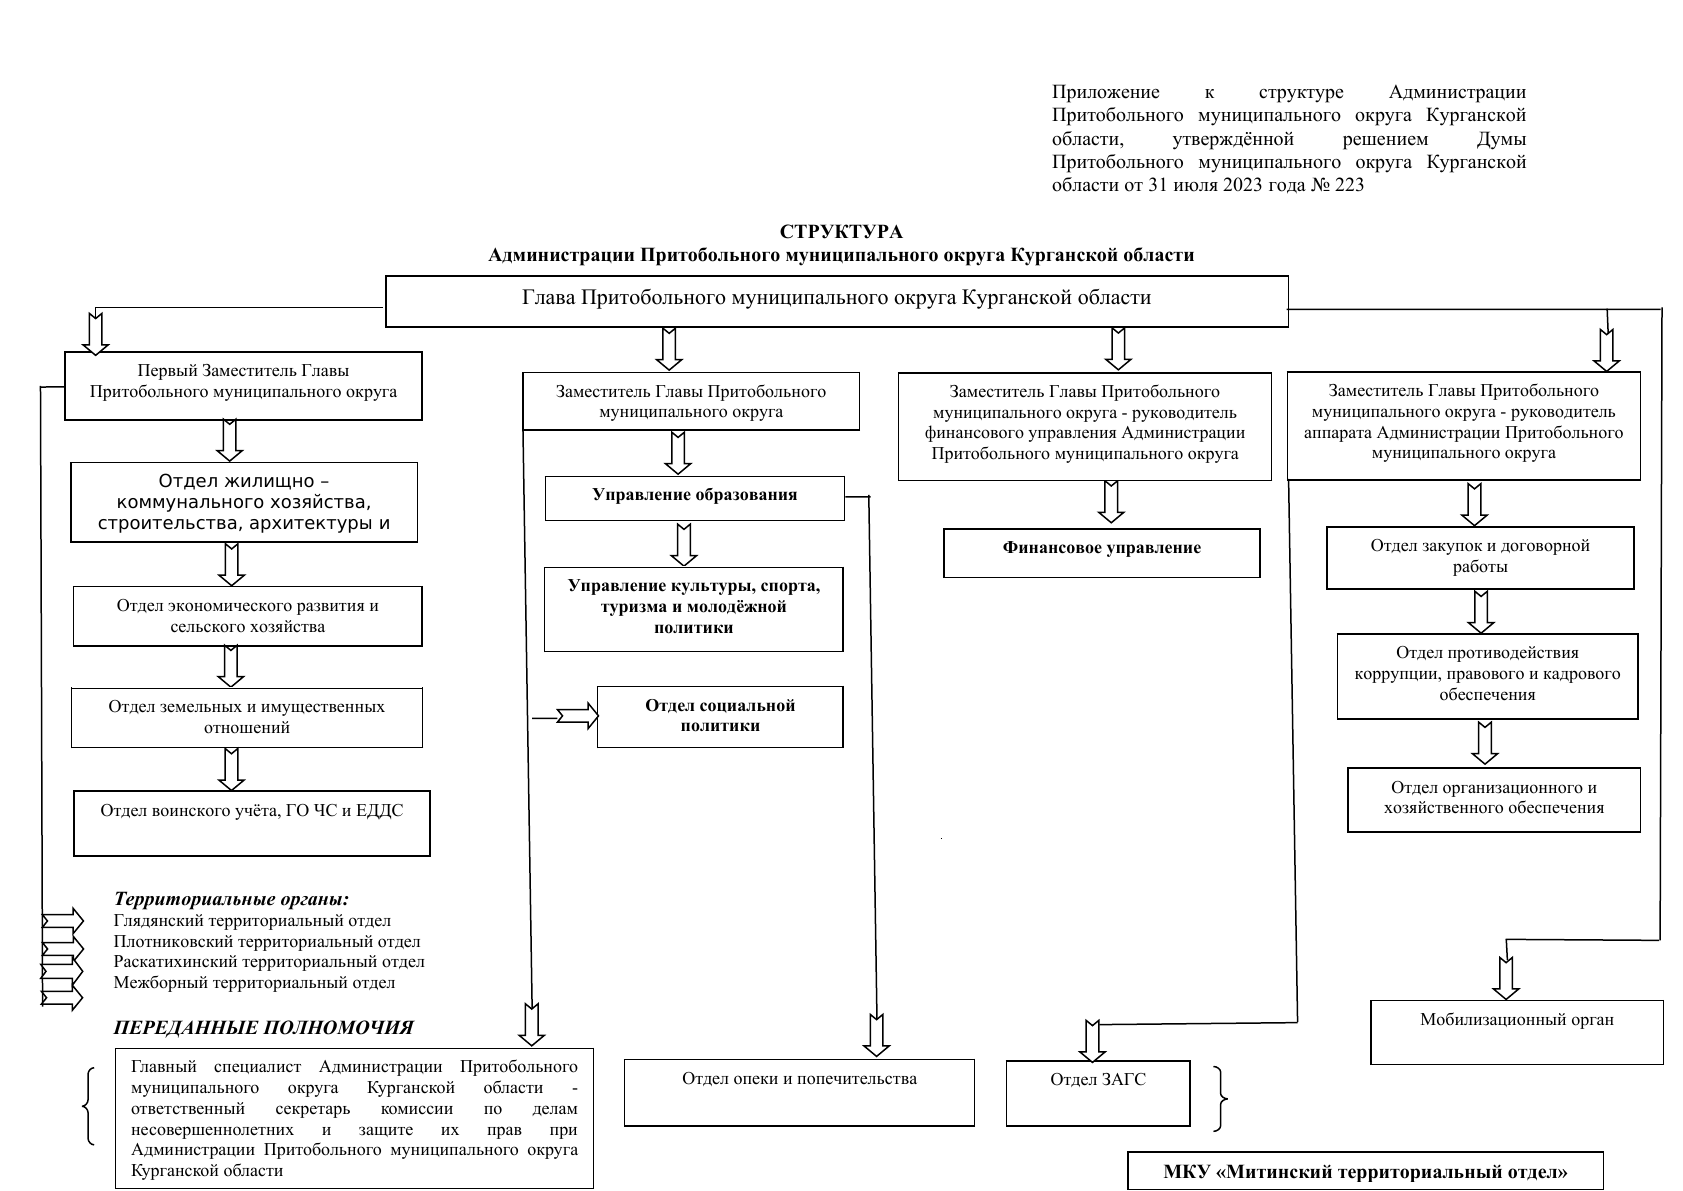 Приложение к структуре Администрации
Притобольного муниципального округа Курганской
области, утверждённой решением Думы
Притобольного муниципального округа Курганской
области от 31 июля 2023 года № 223
СТРУКТУРА
Администрации Притобольного муниципального округа Курганской области
Глава Притобольного муниципального округа Курганской области
Первый Заместитель Главы
Притобольного муниципального округа
Отдел жилищно –
коммунального хозяйства,
строительства, архитектуры и
Отдел экономического развития и
сельского хозяйства
Отдел земельных и имущественных
отношений
Отдел воинского учёта, ГО ЧС и ЕДДС
Территориальные органы:
Глядянский территориальный отдел
Плотниковский территориальный отдел
Раскатихинский территориальный отдел
Межборный территориальный отдел
Заместитель Главы Притобольного
муниципального округа
Управление образования
Управление культуры, спорта,
туризма и молодёжной
политики
Отдел социальной
политики
Заместитель Главы Притобольного
муниципального округа - руководитель
финансового управления Администрации
Притобольного муниципального округа
Финансовое управление
Заместитель Главы Притобольного
муниципального округа - руководитель
аппарата Администрации Притобольного
муниципального округа
Отдел закупок и договорной
работы
Отдел противодействия
коррупции, правового и кадрового
обеспечения
Отдел организационного и
хозяйственного обеспечения
Мобилизационный орган
ПЕРЕДАННЫЕ ПОЛНОМОЧИЯ
Главный специалист Администрации Притобольного
муниципального округа Курганской области -
ответственный секретарь комиссии по делам
несовершеннолетних и защите их прав при
Администрации Притобольного муниципального округа
Курганской области
Отдел опеки и попечительства
Отдел ЗАГС
МКУ «Митинский территориальный отдел»